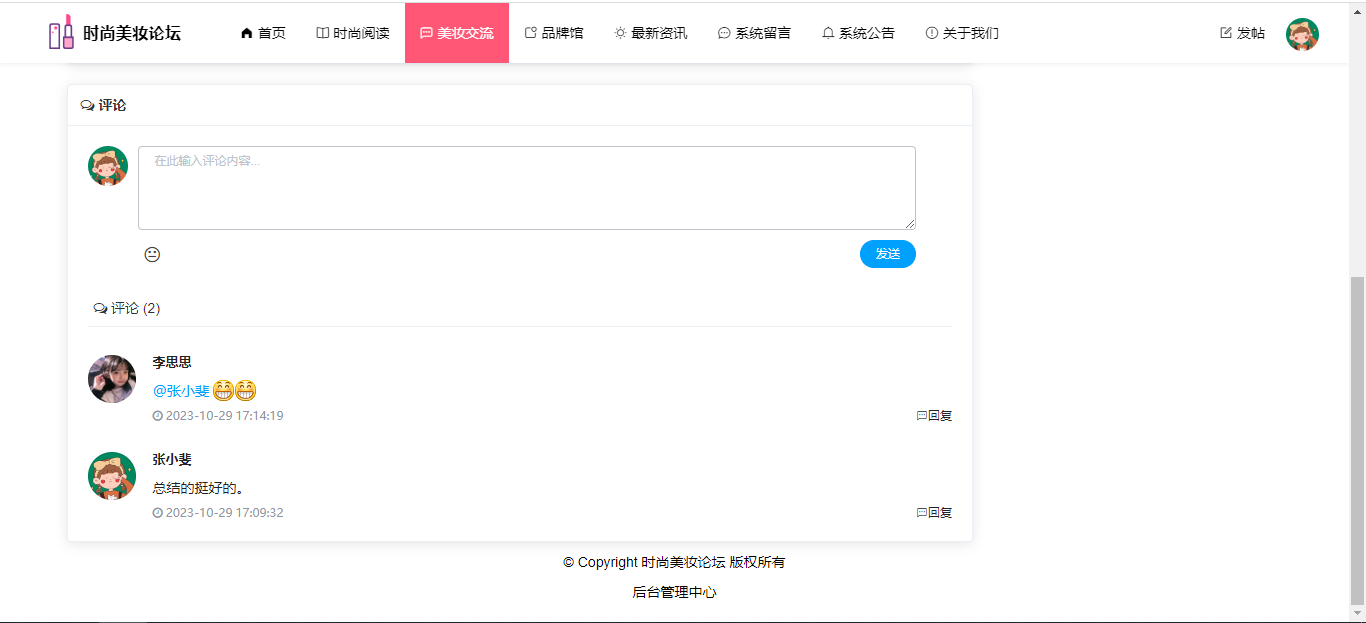 时尚美妆论坛 首页 时尚阅读 美妆交流 品牌馆 最新资讯 系统留言 系统公告 关于我们 发帖
评论
在此输入评论内容...
发送
评论 (2)
李思思
@张小斐
2023-10-29 17:14:19 回复
张小斐
总结的挺好的。
2023-10-29 17:09:32 回复
© Copyright 时尚美妆论坛 版权所有
后台管理中心